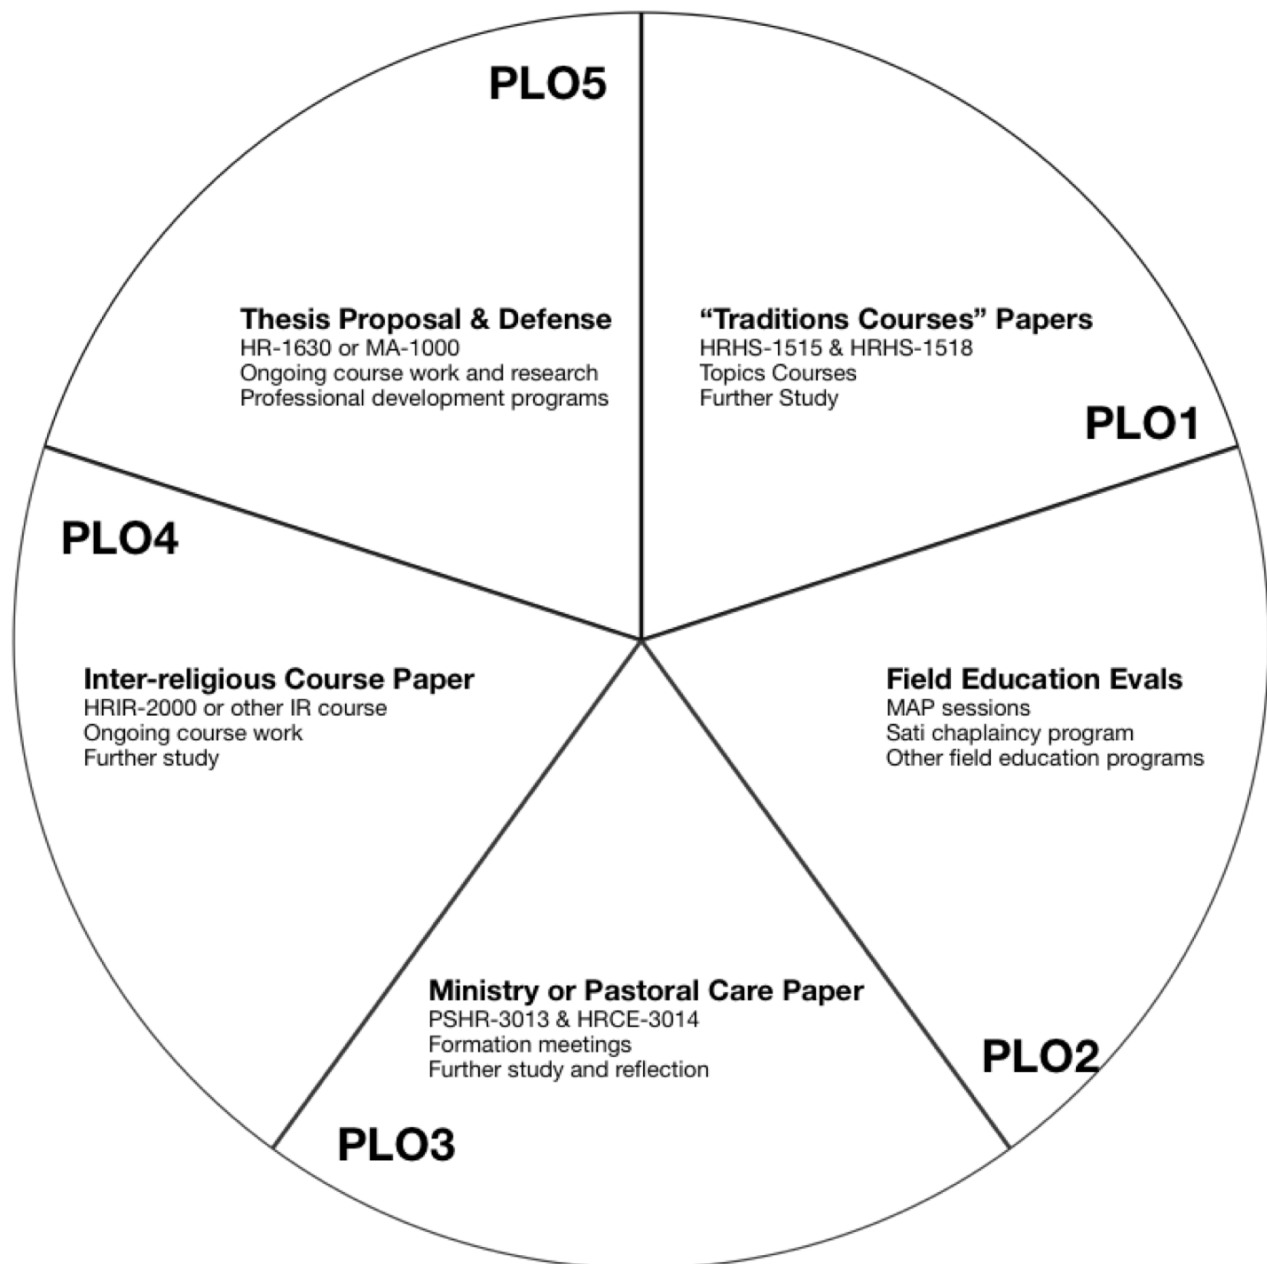 PLO5
Thesis Proposal & Defense
HR-1630 or MA-1000
Ongoing course work and research
Professional development programs
“Traditions Courses” Papers
HRHS-1515 & HRHS-1518
Topics Courses
Further Study
PLO1
PLO4
Inter-religious Course Paper
HRIR-2000 or other IR course
Ongoing course work
Further study
Field Education Evals
MAP sessions
Sati chaplaincy program
Other field education programs
PLO2
Ministry or Pastoral Care Paper
PSHR-3013 & HRCE-3014
Formation meetings
Further study and reflection
PLO3